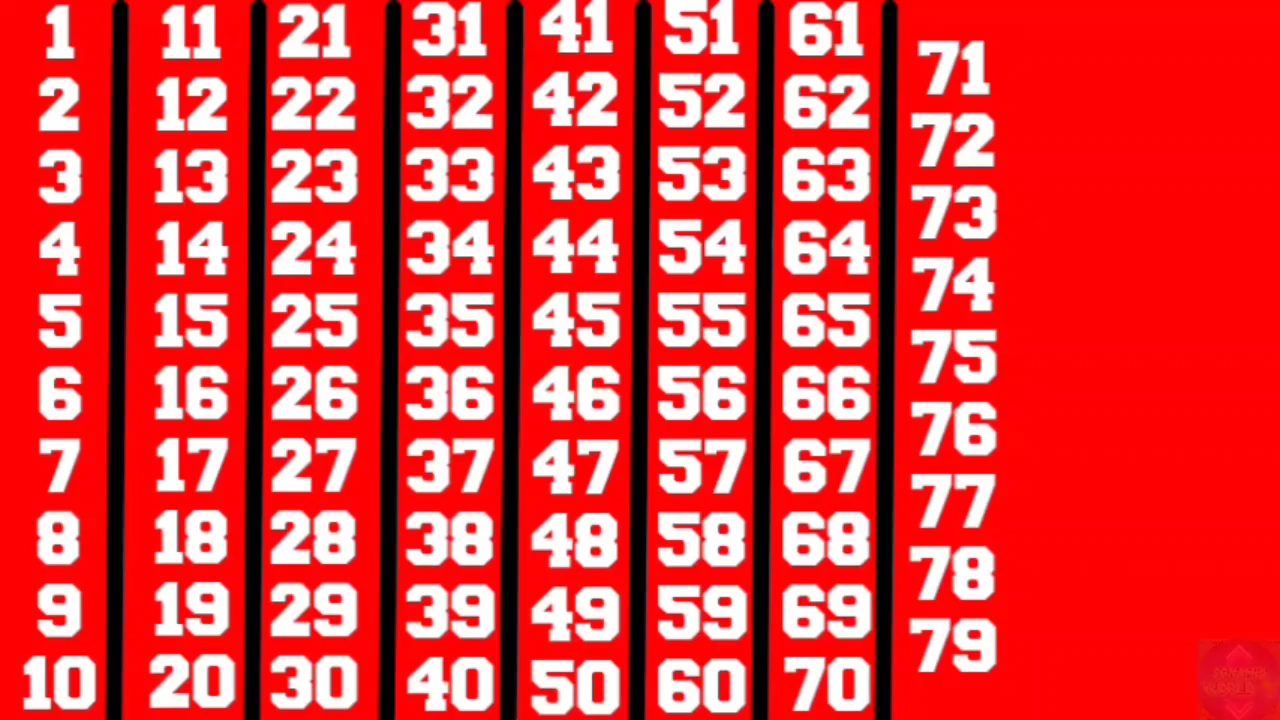 1 11 21 31 41 51 61 71
2 12 22 32 42 52 62 72
3 13 23 33 43 53 63 73
4 14 24 34 44 54 64 74
5 15 25 35 45 55 65 75
6 16 26 36 46 56 66 76
7 17 27 37 47 57 67 77
8 18 28 38 48 58 68 78
9 19 29 39 49 59 69 79
10 20 30 40 50 60 70